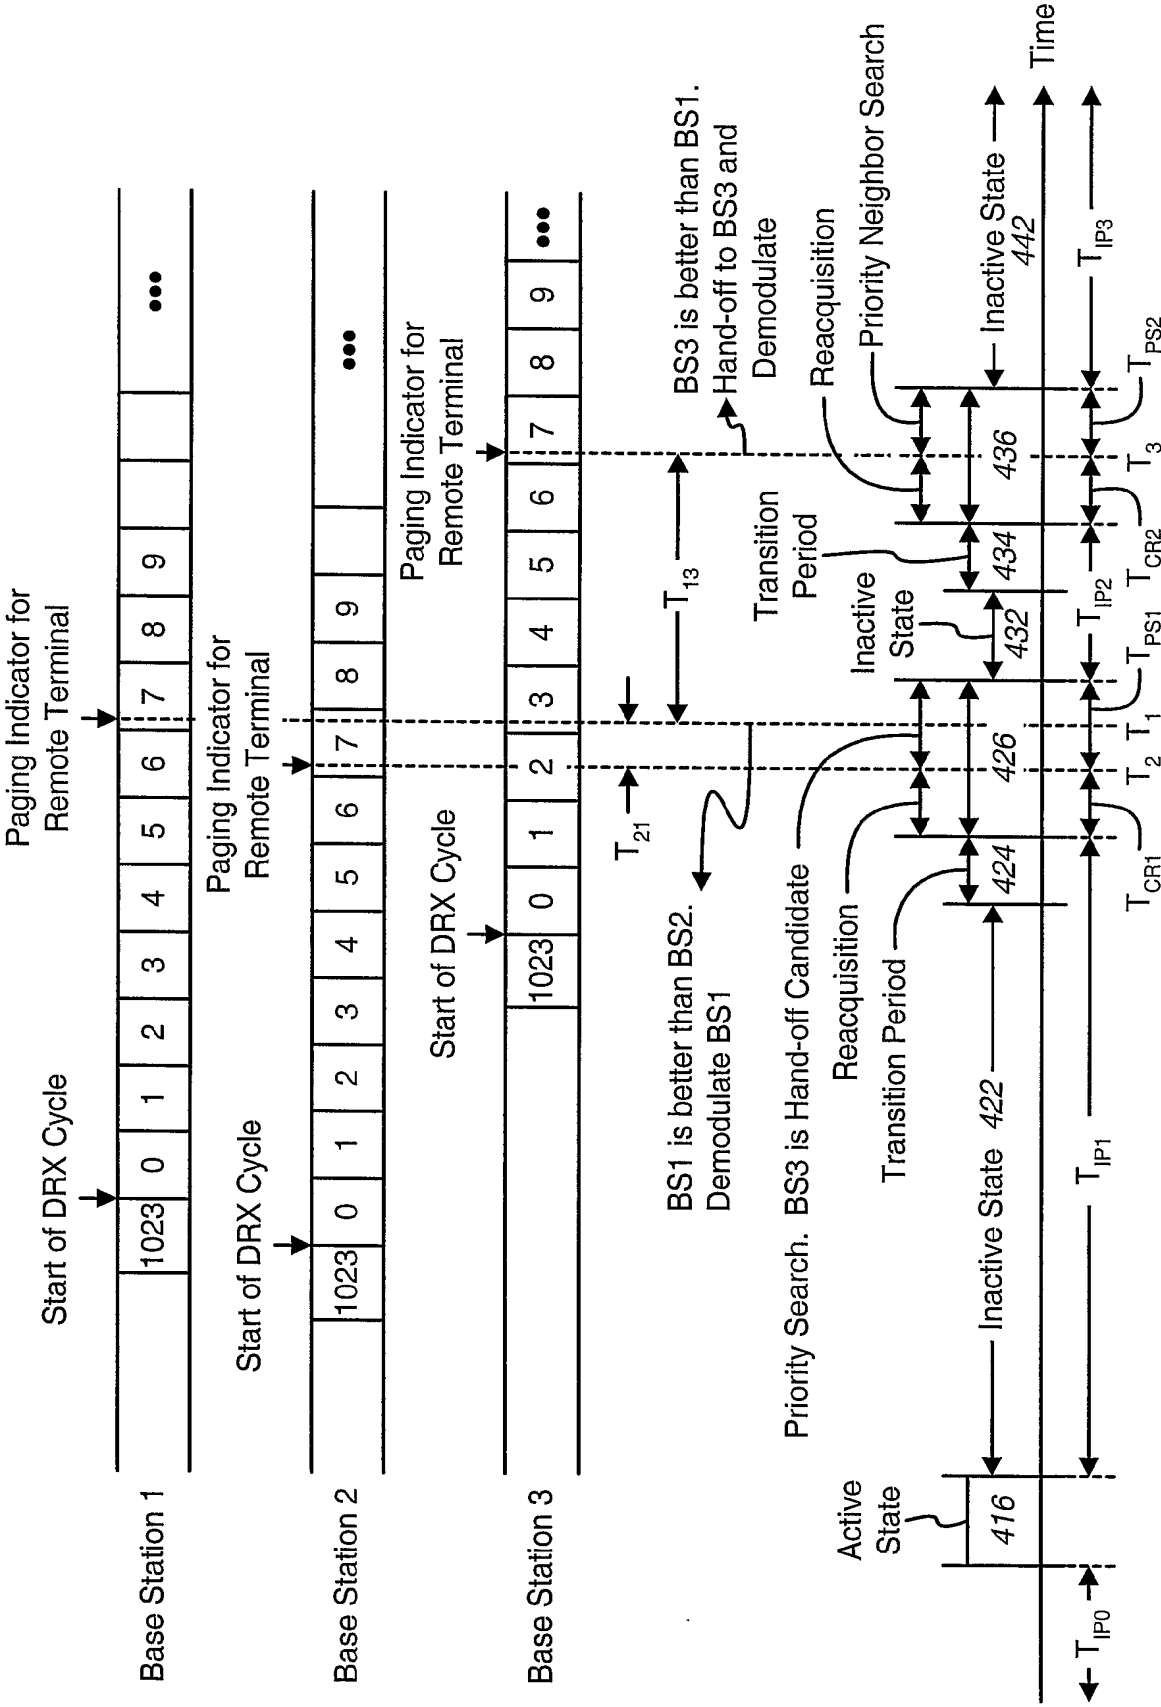 Paging Indicator for
Remote Terminal
Start of DRX Cycle
Base Station 1
1023 0 1 2 3 4 5 6 7 8 9 •••
Paging Indicator for
Remote Terminal
Start of DRX Cycle
Base Station 2
1023 0 1 2 3 4 5 6 7 8 9 •••
Paging Indicator for
Remote Terminal
Start of DRX Cycle
Base Station 3
1023 0 1 2 3 4 5 6 7 8 9 •••
T21
T13
BS1 is better than BS2.
Demodulate BS1
BS3 is better than BS1.
Hand-off to BS3 and
Demodulate
Priority Search. BS3 is Hand-off Candidate
Reacquisition
Transition Period
Transition
Period
Inactive
State
Reacquisition
Priority Neighbor Search
Active
State
416
Inactive State 422
424
426
432
434
436
Inactive State
442
Time
TIP0
TIP1
TCR1
T2
T1
TPS1
TIP2
TCR2
T3
TPS2
TIP3